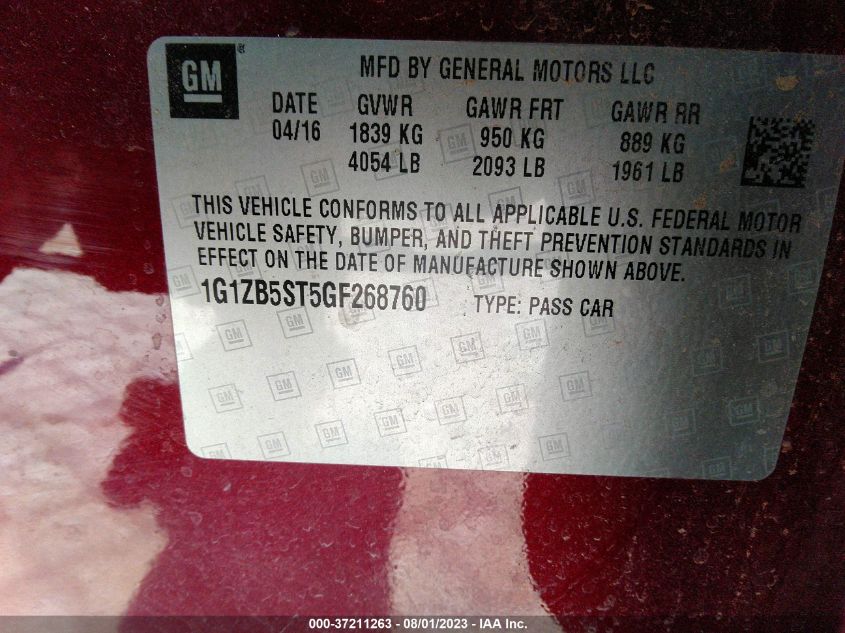 GM ®
MFD BY GENERAL MOTORS LLC
DATE GVWR GAWR FRT GAWR RR
04/16 1839 KG 950 KG 889 KG
4054 LB 2093 LB 1961 LB
THIS VEHICLE CONFORMS TO ALL APPLICABLE U.S. FEDERAL MOTOR
VEHICLE SAFETY, BUMPER, AND THEFT PREVENTION STANDARDS IN
EFFECT ON THE DATE OF MANUFACTURE SHOWN ABOVE.
1G1ZB5ST5GF268760 TYPE: PASS CAR
000-37211263 - 08/01/2023 - IAA Inc.